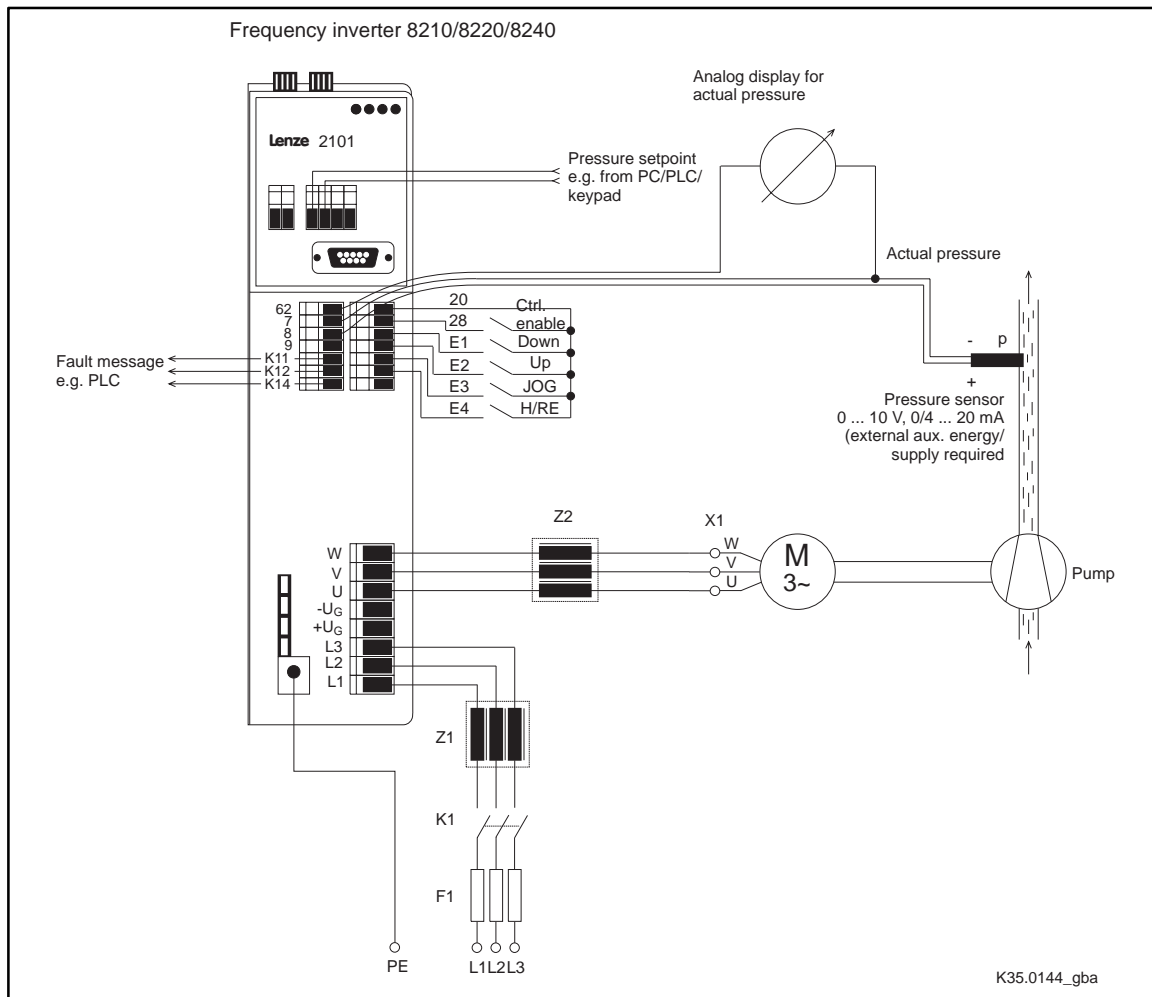 Frequency inverter 8210/8220/8240
Analog display for
actual pressure
Lenze 2101
Pressure setpoint
e.g. from PC/PLC/
keypad
Actual pressure
62
7
8
9
K11
K12
K14
Fault message
e.g. PLC
20
28
E1
E2
E3
E4
Ctrl.
enable
Down
Up
JOG
H/RE
- p
+
Pressure sensor
0 ... 10 V, 0/4 ... 20 mA
(external aux. energy/
supply required
Z2
X1
W
V
U
-UG
+UG
L3
L2
L1
W
V
U
M
3~
Pump
Z1
K1
F1
PE
L1 L2 L3
K35.0144_gba